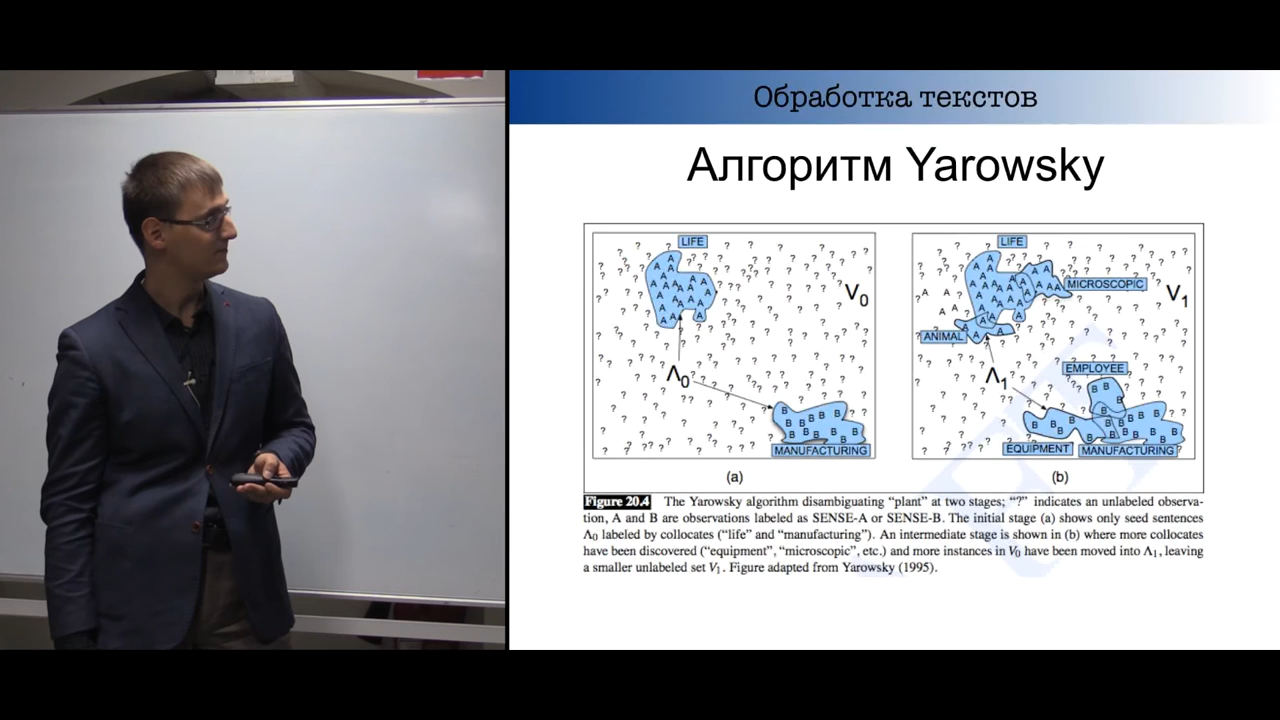 Обработка текстов
Алгоритм Yarowsky
LIFE
V0
Λ0
MANUFACTURING
(a)
LIFE
MICROSCOPIC
V1
ANIMAL
Λ1
EMPLOYEE
EQUIPMENT
MANUFACTURING
(b)
Figure 20.4 The Yarowsky algorithm disambiguating “plant” at two stages; “?” indicates an unlabeled observa-
tion, A and B are observations labeled as SENSE-A or SENSE-B. The initial stage (a) shows only seed sentences
Λ0 labeled by collocates (“life” and “manufacturing”). An intermediate stage is shown in (b) where more collocates
have been discovered (“equipment”, “microscopic”, etc.) and more instances in V0 have been moved into Λ1, leaving
a smaller unlabeled set V1. Figure adapted from Yarowsky (1995).